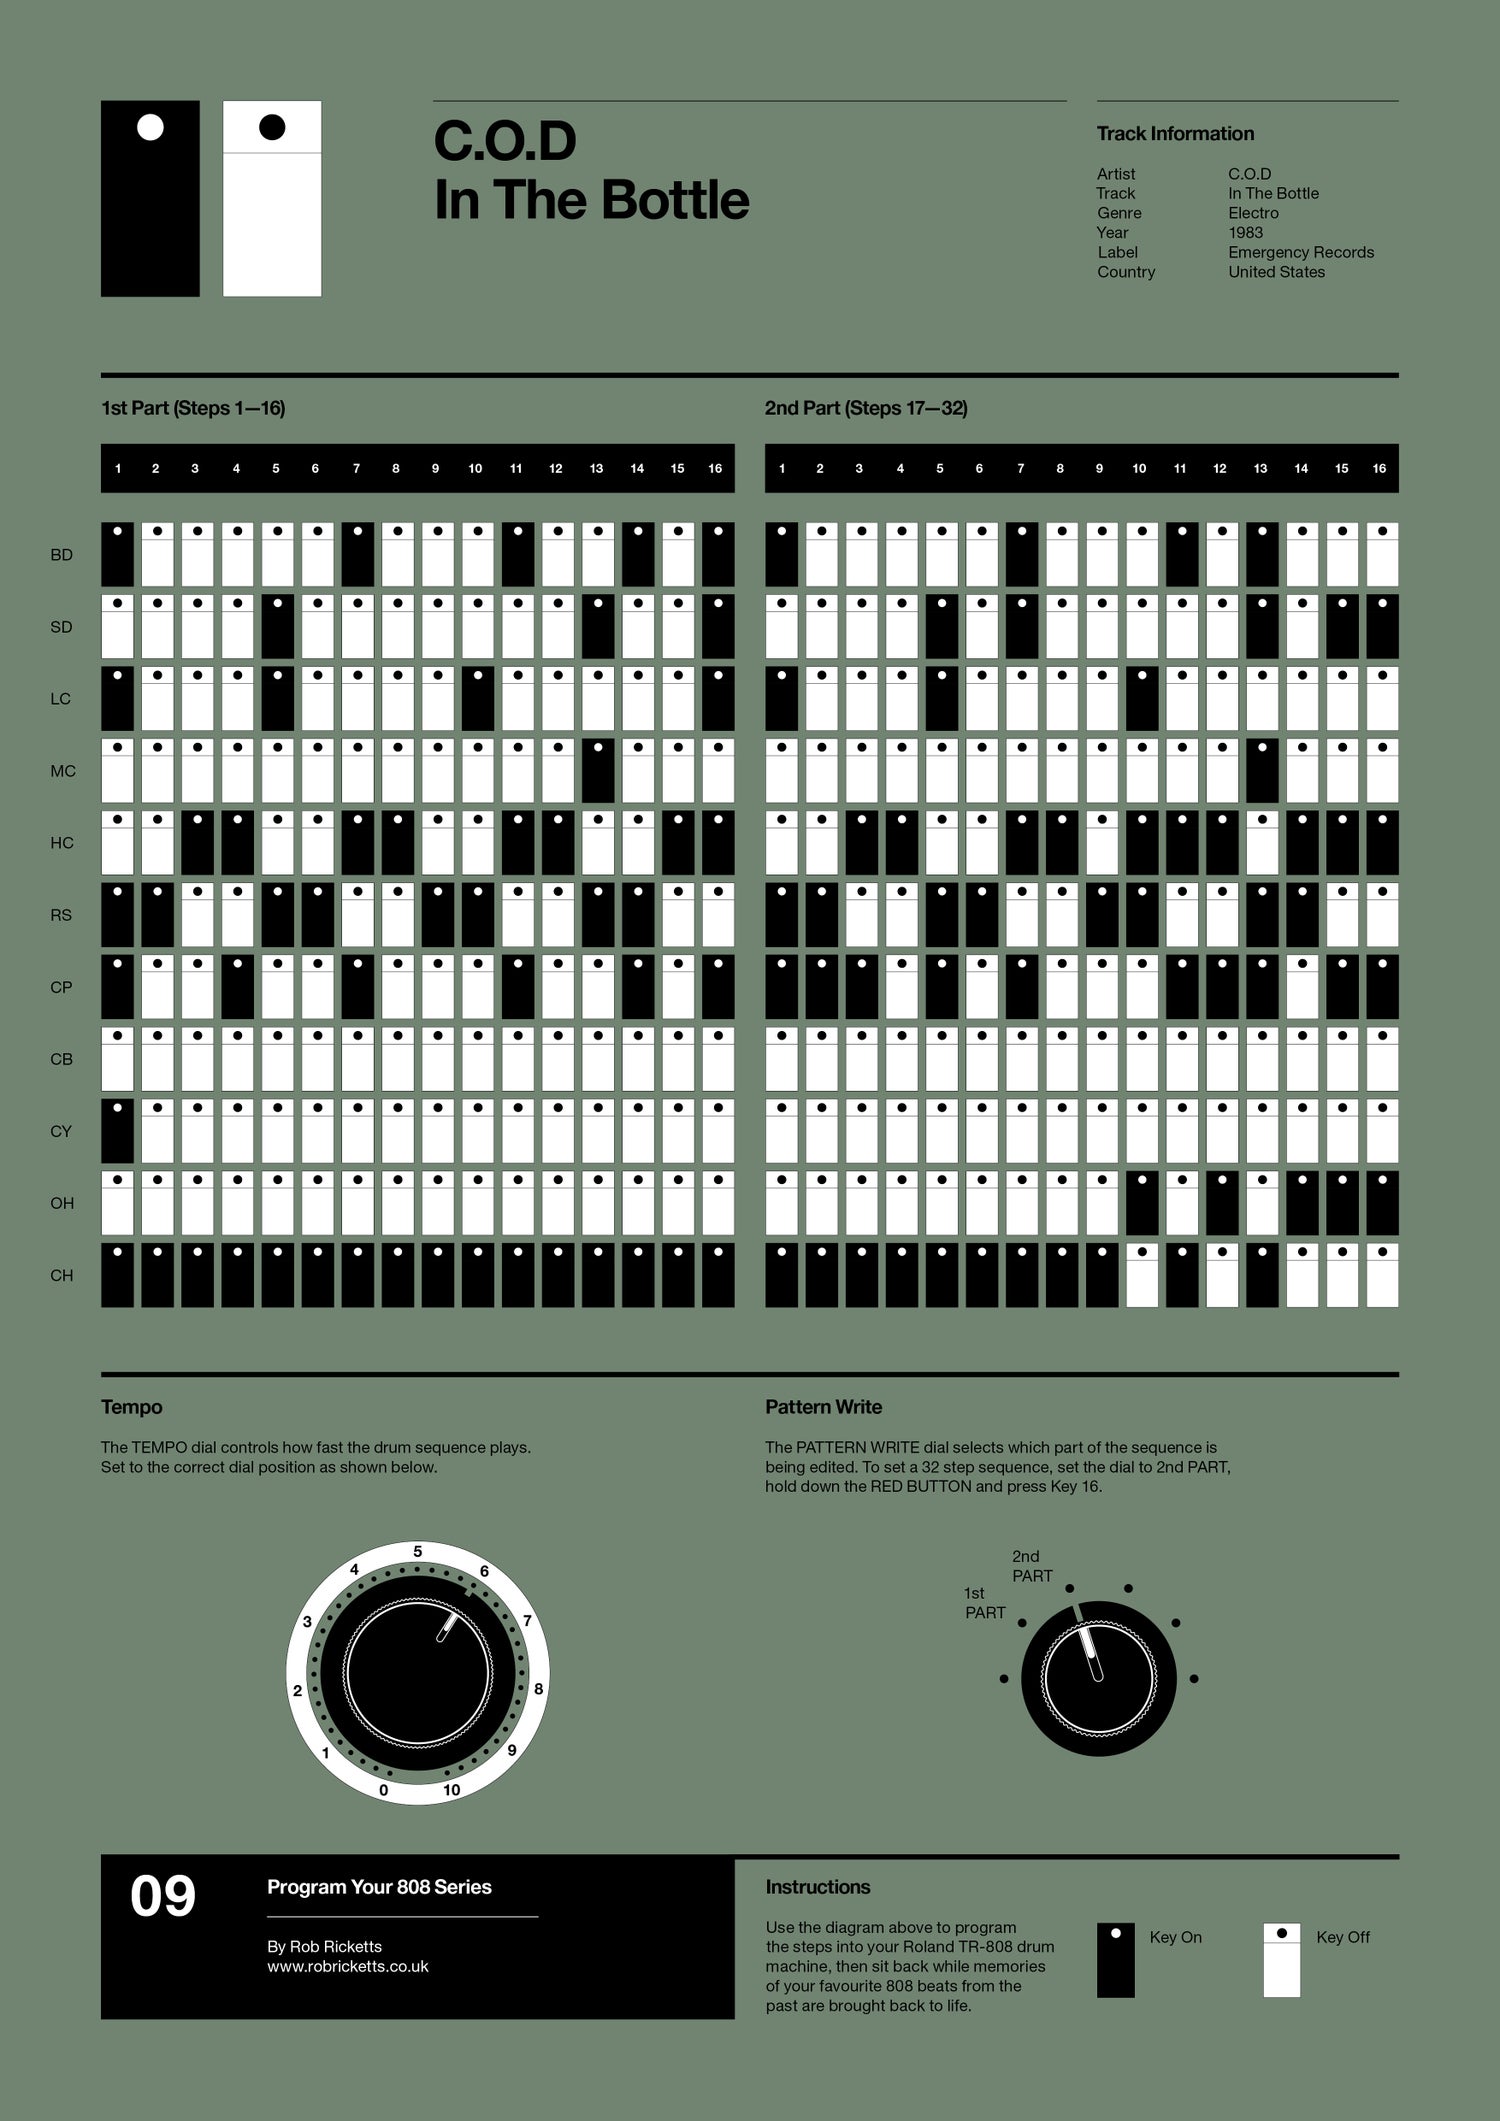 C.O.D
In The Bottle
Track Information
Artist C.O.D
Track In The Bottle
Genre Electro
Year 1983
Label Emergency Records
Country United States
1st Part (Steps 1—16)
2nd Part (Steps 17—32)
1 2 3 4 5 6 7 8 9 10 11 12 13 14 15 16
1 2 3 4 5 6 7 8 9 10 11 12 13 14 15 16
BD
SD
LC
MC
HC
RS
CP
CB
CY
OH
CH
Tempo
The TEMPO dial controls how fast the drum sequence plays.
Set to the correct dial position as shown below.
0
1
2
3
4
5
6
7
8
9
10
Pattern Write
The PATTERN WRITE dial selects which part of the sequence is
being edited. To set a 32 step sequence, set the dial to 2nd PART,
hold down the RED BUTTON and press Key 16.
2nd
PART
1st
PART
09
Program Your 808 Series
By Rob Ricketts
www.robricketts.co.uk
Instructions
Use the diagram above to program
the steps into your Roland TR-808 drum
machine, then sit back while memories
of your favourite 808 beats from the
past are brought back to life.
Key On
Key Off